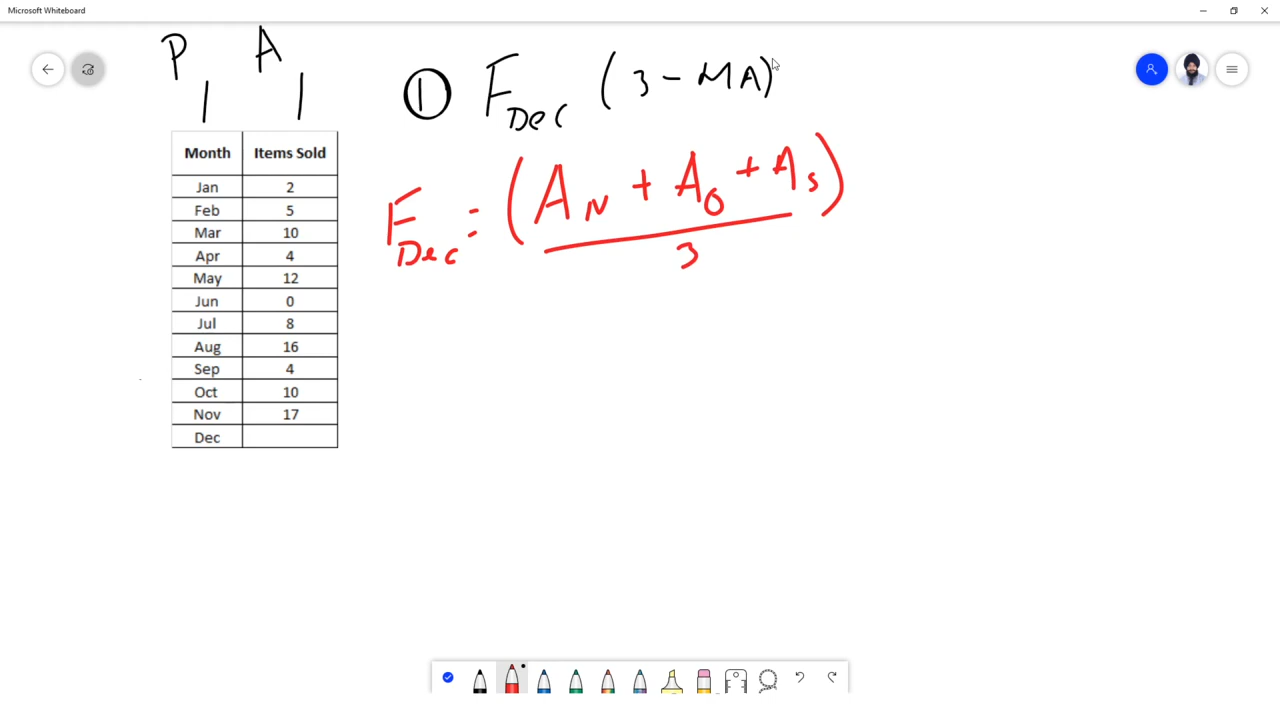 Microsoft Whiteboard
P A
① F Dec (3 - MA)
Month Items Sold
Jan 2
Feb 5
Mar 10
Apr 4
May 12
Jun 0
Jul 8
Aug 16
Sep 4
Oct 10
Nov 17
Dec
F Dec = (A N + A O + A S)
3